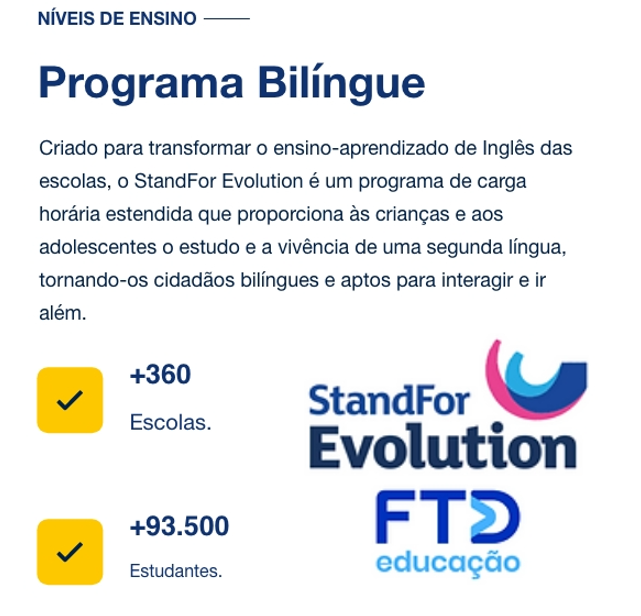 NÍVEIS DE ENSINO
Programa Bilíngue
Criado para transformar o ensino-aprendizado de Inglês das
escolas, o StandFor Evolution é um programa de carga
horária estendida que proporciona às crianças e aos
adolescentes o estudo e a vivência de uma segunda língua,
tornando-os cidadãos bilíngues e aptos para interagir e ir
além.
+360
Escolas.
+93.500
Estudantes.
StandFor
Evolution
FTD
educação